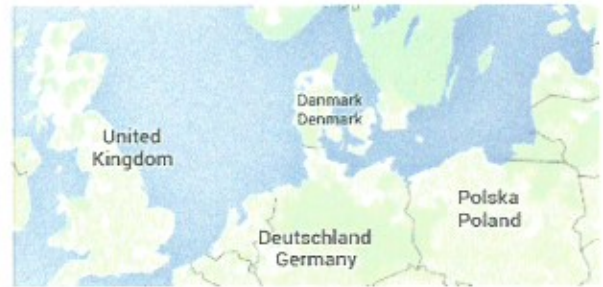 Danmark
Denmark
United
Kingdom
Polska
Poland
Deutschland
Germany